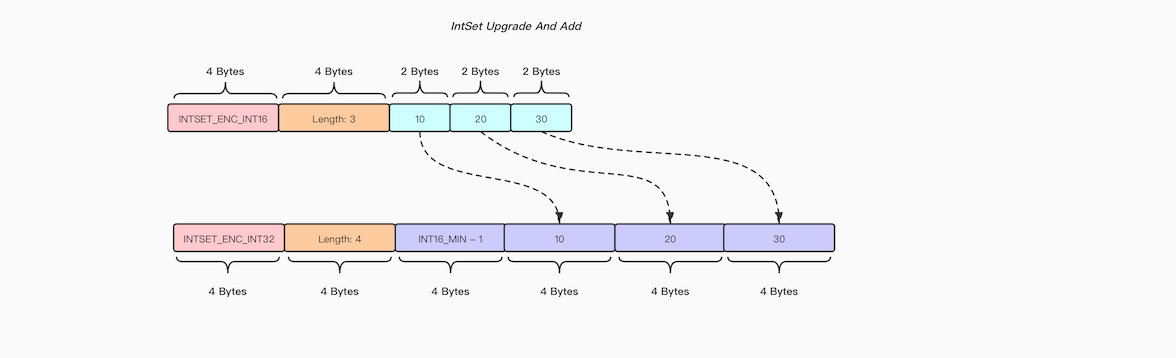 IntSet Upgrade And Add
4 Bytes 4 Bytes 2 Bytes 2 Bytes 2 Bytes
INTSET_ENC_INT16 Length: 3 10 20 30
INTSET_ENC_INT32 Length: 4 INT16_MIN – 1 10 20 30
4 Bytes 4 Bytes 4 Bytes 4 Bytes 4 Bytes 4 Bytes